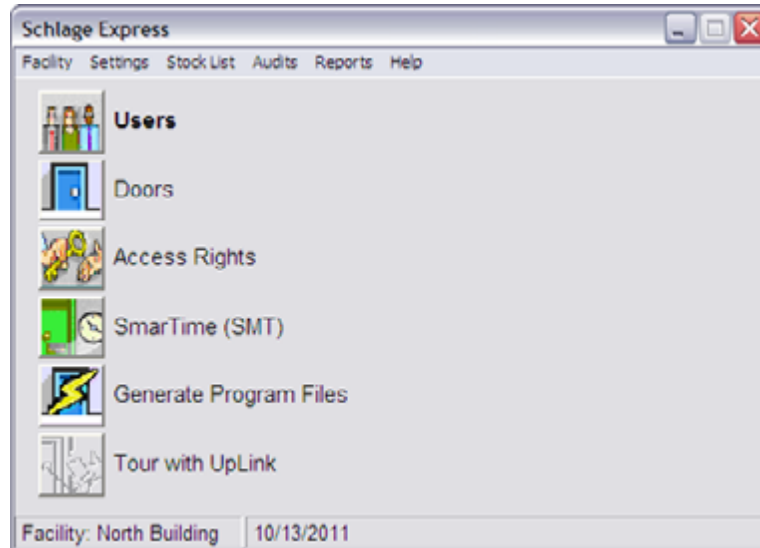 Schlage Express
Facility Settings Stock List Audits Reports Help
Users
Doors
Access Rights
SmarTime (SMT)
Generate Program Files
Tour with UpLink
Facility: North Building 10/13/2011